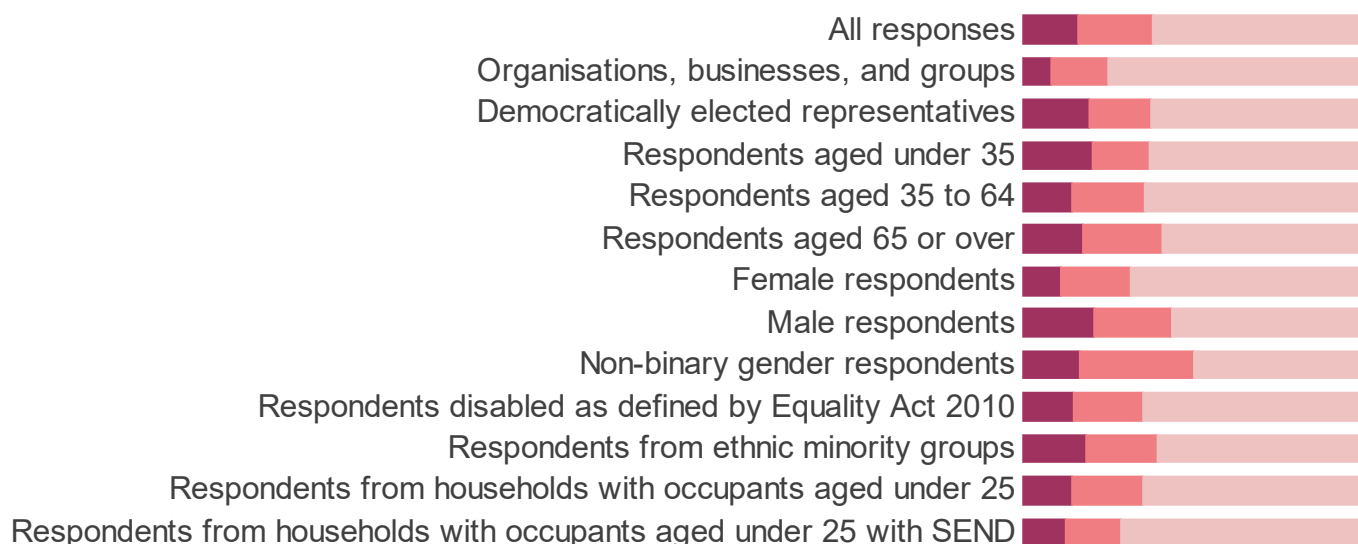 All responses
Organisations, businesses, and groups
Democratically elected representatives
Respondents aged under 35
Respondents aged 35 to 64
Respondents aged 65 or over
Female respondents
Male respondents
Non-binary gender respondents
Respondents disabled as defined by Equality Act 2010
Respondents from ethnic minority groups
Respondents from households with occupants aged under 25
Respondents from households with occupants aged under 25 with SEND